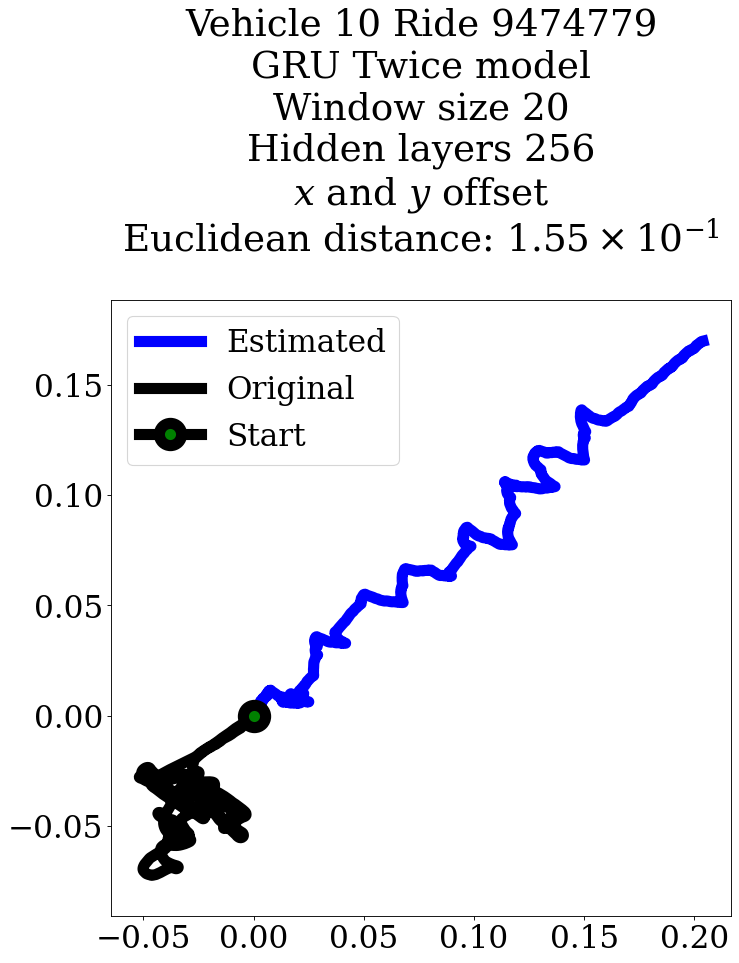 Vehicle 10 Ride 9474779
GRU Twice model
Window size 20
Hidden layers 256
x and y offset
Euclidean distance: 1.55 × 10⁻¹
Estimated
Original
Start
0.15
0.10
0.05
0.00
−0.05
−0.05 0.00 0.05 0.10 0.15 0.20